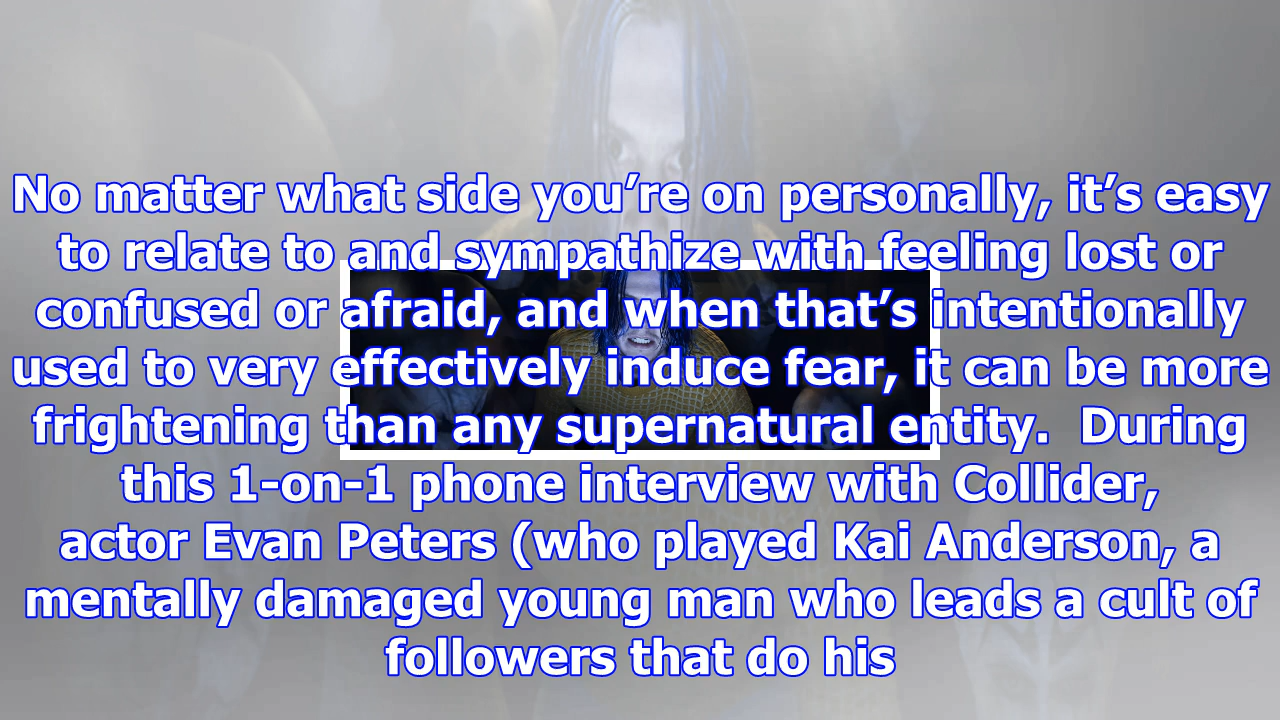 No matter what side you’re on personally, it’s easy
to relate to and sympathize with feeling lost or
confused or afraid, and when that’s intentionally
used to very effectively induce fear, it can be more
frightening than any supernatural entity.  During
this 1-on-1 phone interview with Collider,
actor Evan Peters (who played Kai Anderson, a
mentally damaged young man who leads a cult of
followers that do his